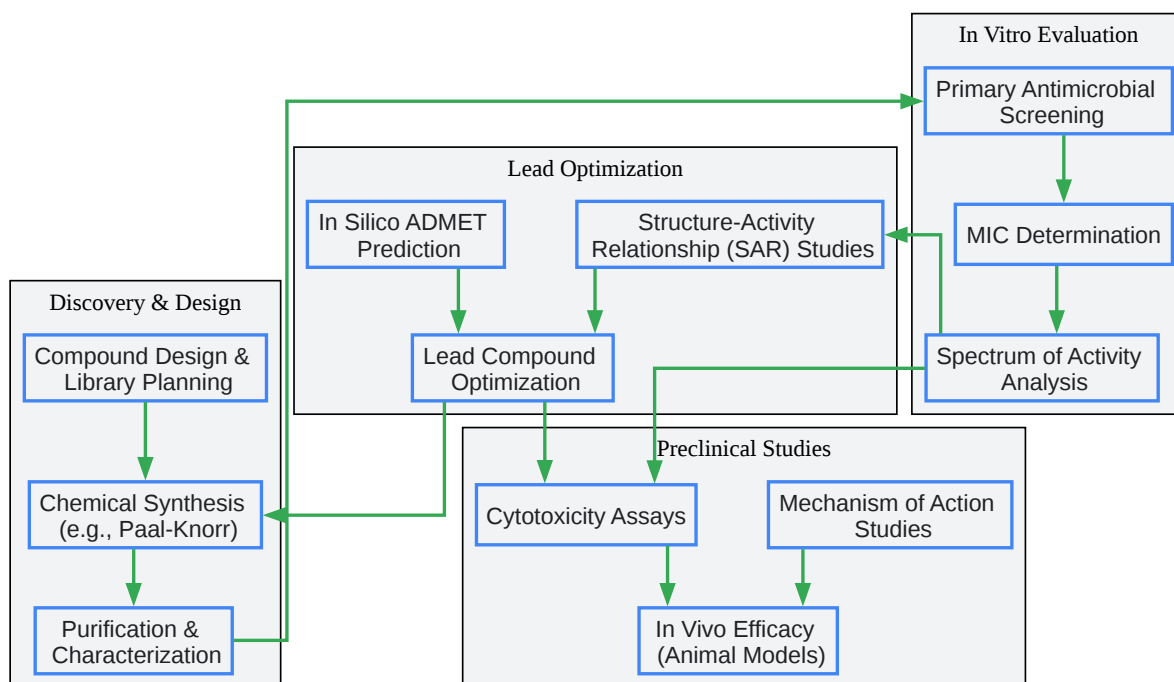 In Vitro Evaluation
Primary Antimicrobial
Screening
MIC Determination
Spectrum of Activity
Analysis
Lead Optimization
In Silico ADMET
Prediction
Structure-Activity
Relationship (SAR) Studies
Lead Compound
Optimization
Discovery & Design
Compound Design &
Library Planning
Chemical Synthesis
(e.g., Paal-Knorr)
Purification &
Characterization
Preclinical Studies
Cytotoxicity Assays
Mechanism of Action
Studies
In Vivo Efficacy
(Animal Models)